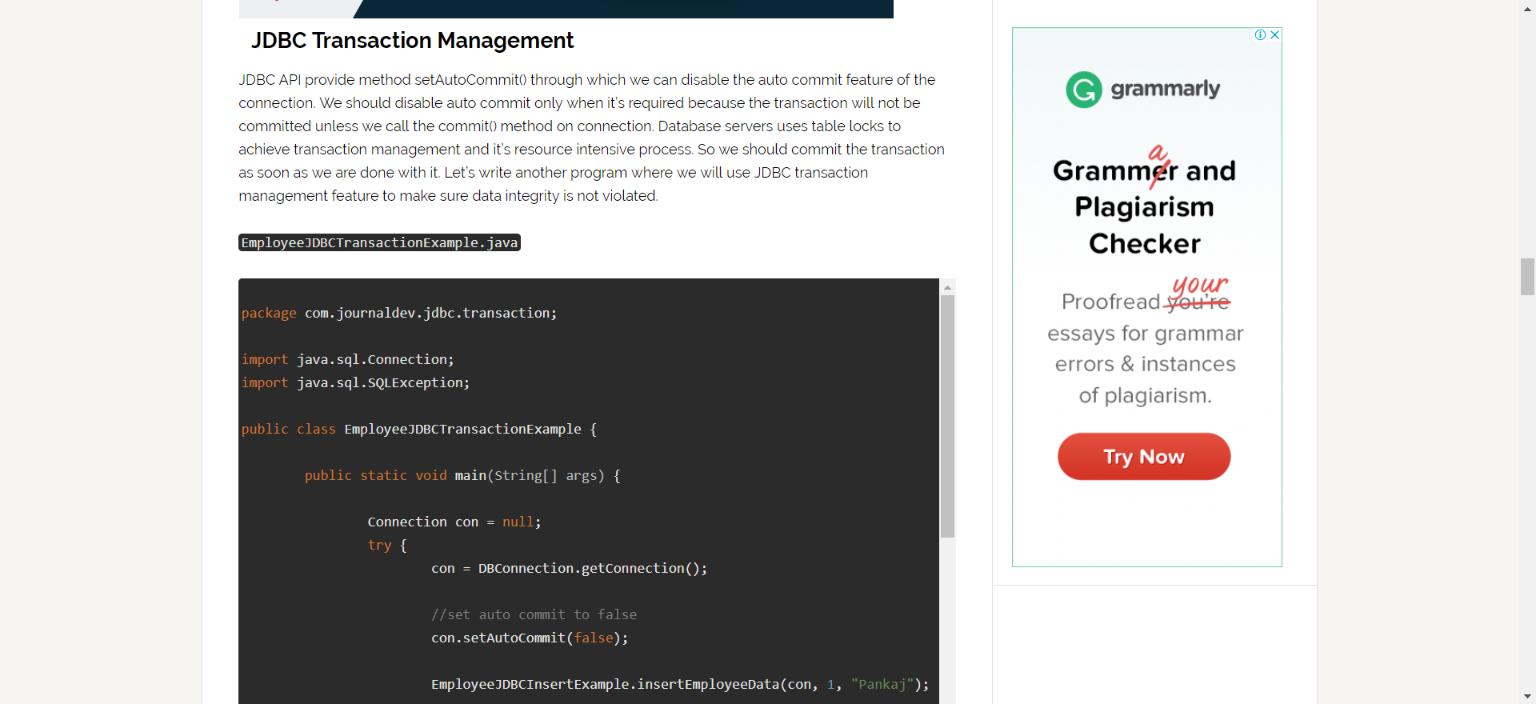 JDBC Transaction Management
JDBC API provide method setAutoCommit() through which we can disable the auto commit feature of the
connection. We should disable auto commit only when it's required because the transaction will not be
committed unless we call the commit() method on connection. Database servers uses table locks to
achieve transaction management and it's resource intensive process. So we should commit the transaction
as soon as we are done with it. Let's write another program where we will use JDBC transaction
management feature to make sure data integrity is not violated.
EmployeeJDBCTransactionExample.java
package com.journaldev.jdbc.transaction;
import java.sql.Connection;
import java.sql.SQLException;
public class EmployeeJDBCTransactionExample {
public static void main(String[] args) {
Connection con = null;
try {
con = DBConnection.getConnection();
//set auto commit to false
con.setAutoCommit(false);
EmployeeJDBCInsertExample.insertEmployeeData(con, 1, "Pankaj");
grammarly
a
Grammer and
Plagiarism
Checker
your
Proofread you're
essays for grammar
errors & instances
of plagiarism.
Try Now